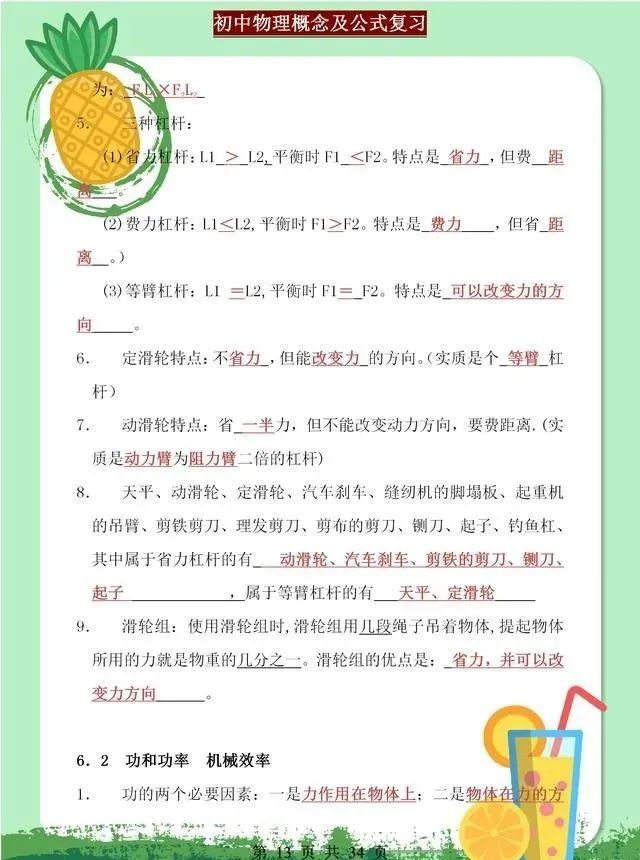 初中物理概念及公式复习
为: F₁L₁×F₂L₂
5. 三种杠杆:
(1)省力杠杆: L1 > L2, 平衡时 F1 <F2。特点是 省力 , 但费 距
离 。
(2)费力杠杆: L1<L2, 平衡时 F1>F2。特点是 费力 , 但省 距
离 。)
(3)等臂杠杆: L1 =L2, 平衡时 F1= F2。特点是 可以改变力的方
向 。
6. 定滑轮特点: 不省力 , 但能改变力 的方向。(实质是个 等臂 杠
杆)
7. 动滑轮特点: 省 一半力, 但不能改变动力方向, 要费距离.(实
质是动力臂为阻力臂二倍的杠杆)
8. 天平、动滑轮、定滑轮、汽车刹车、缝纫机的脚塌板、起重机
的吊臂、剪铁剪刀、理发剪刀、剪布的剪刀、铡刀、起子、钓鱼杠、
其中属于省力杠杆的有 动滑轮、汽车刹车、剪铁的剪刀、铡刀、
起子 , 属于等臂杠杆的有 天平、定滑轮
9. 滑轮组: 使用滑轮组时, 滑轮组用几段绳子吊着物体, 提起物体
所用的力就是物重的几分之一。滑轮组的优点是: 省力, 并可以改
变力方向 。
6.2 功和功率 机械效率
1. 功的两个必要因素: 一是力作用在物体上; 二是物体在力的方
第 13 页 共 34 页